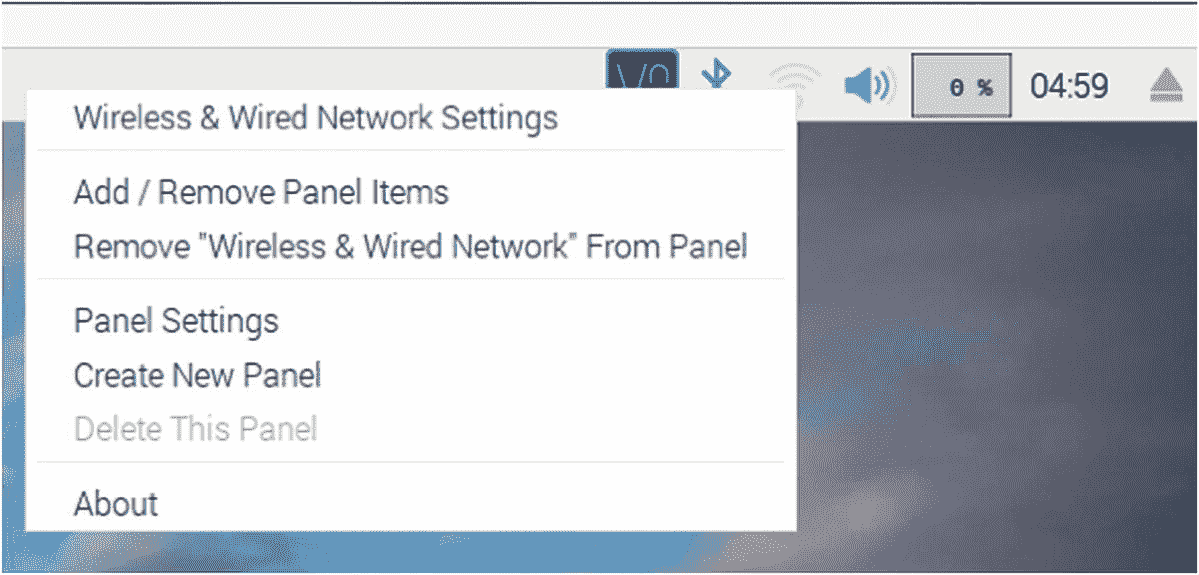 0 % 04:59
Wireless & Wired Network Settings
Add / Remove Panel Items
Remove "Wireless & Wired Network" From Panel
Panel Settings
Create New Panel
Delete This Panel
About